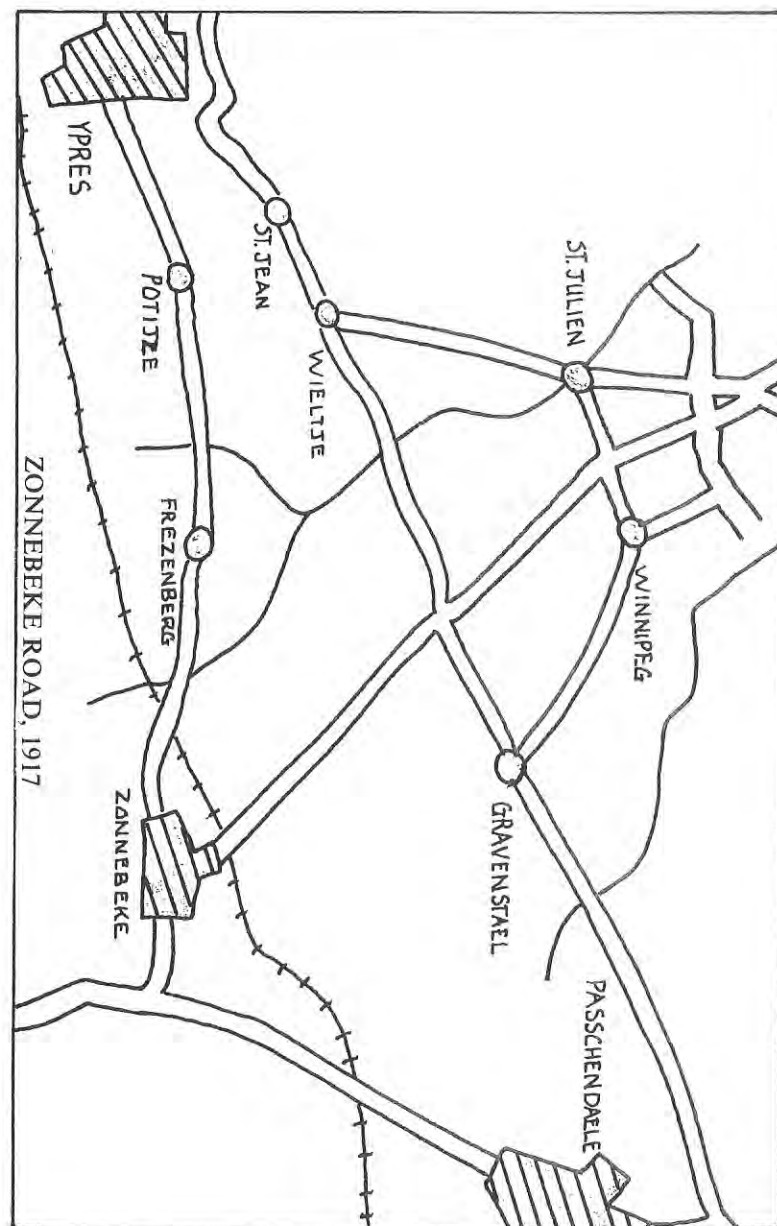 WINNIPEG
PASSCHENDAELE
ST. JULIEN
GRAVENSTAEL
WIELTJE
ST. JEAN
FREZENBERG
POTIJZE
ZONNEBEKE
YPRES
ZONNEBEKE ROAD, 1917